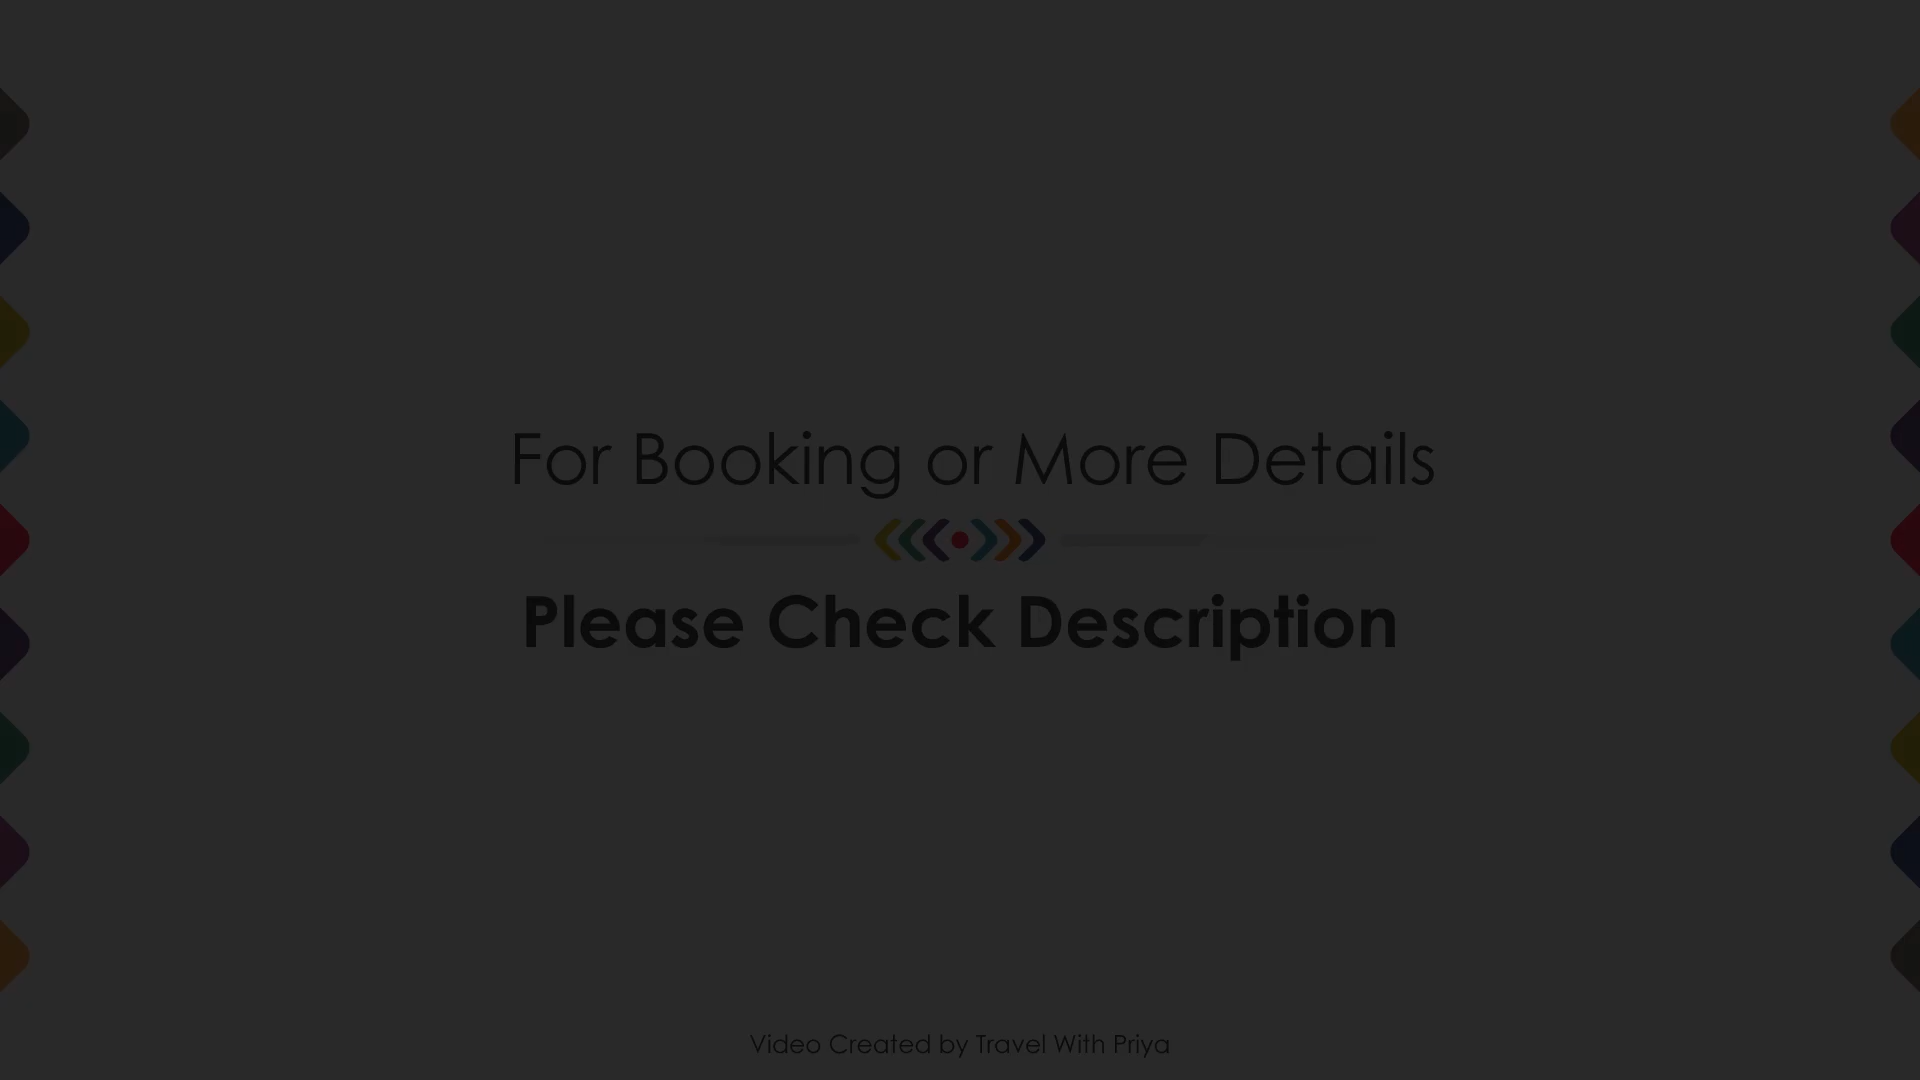 For Booking or More Details
Please Check Description
Video Created by Travel With Priya